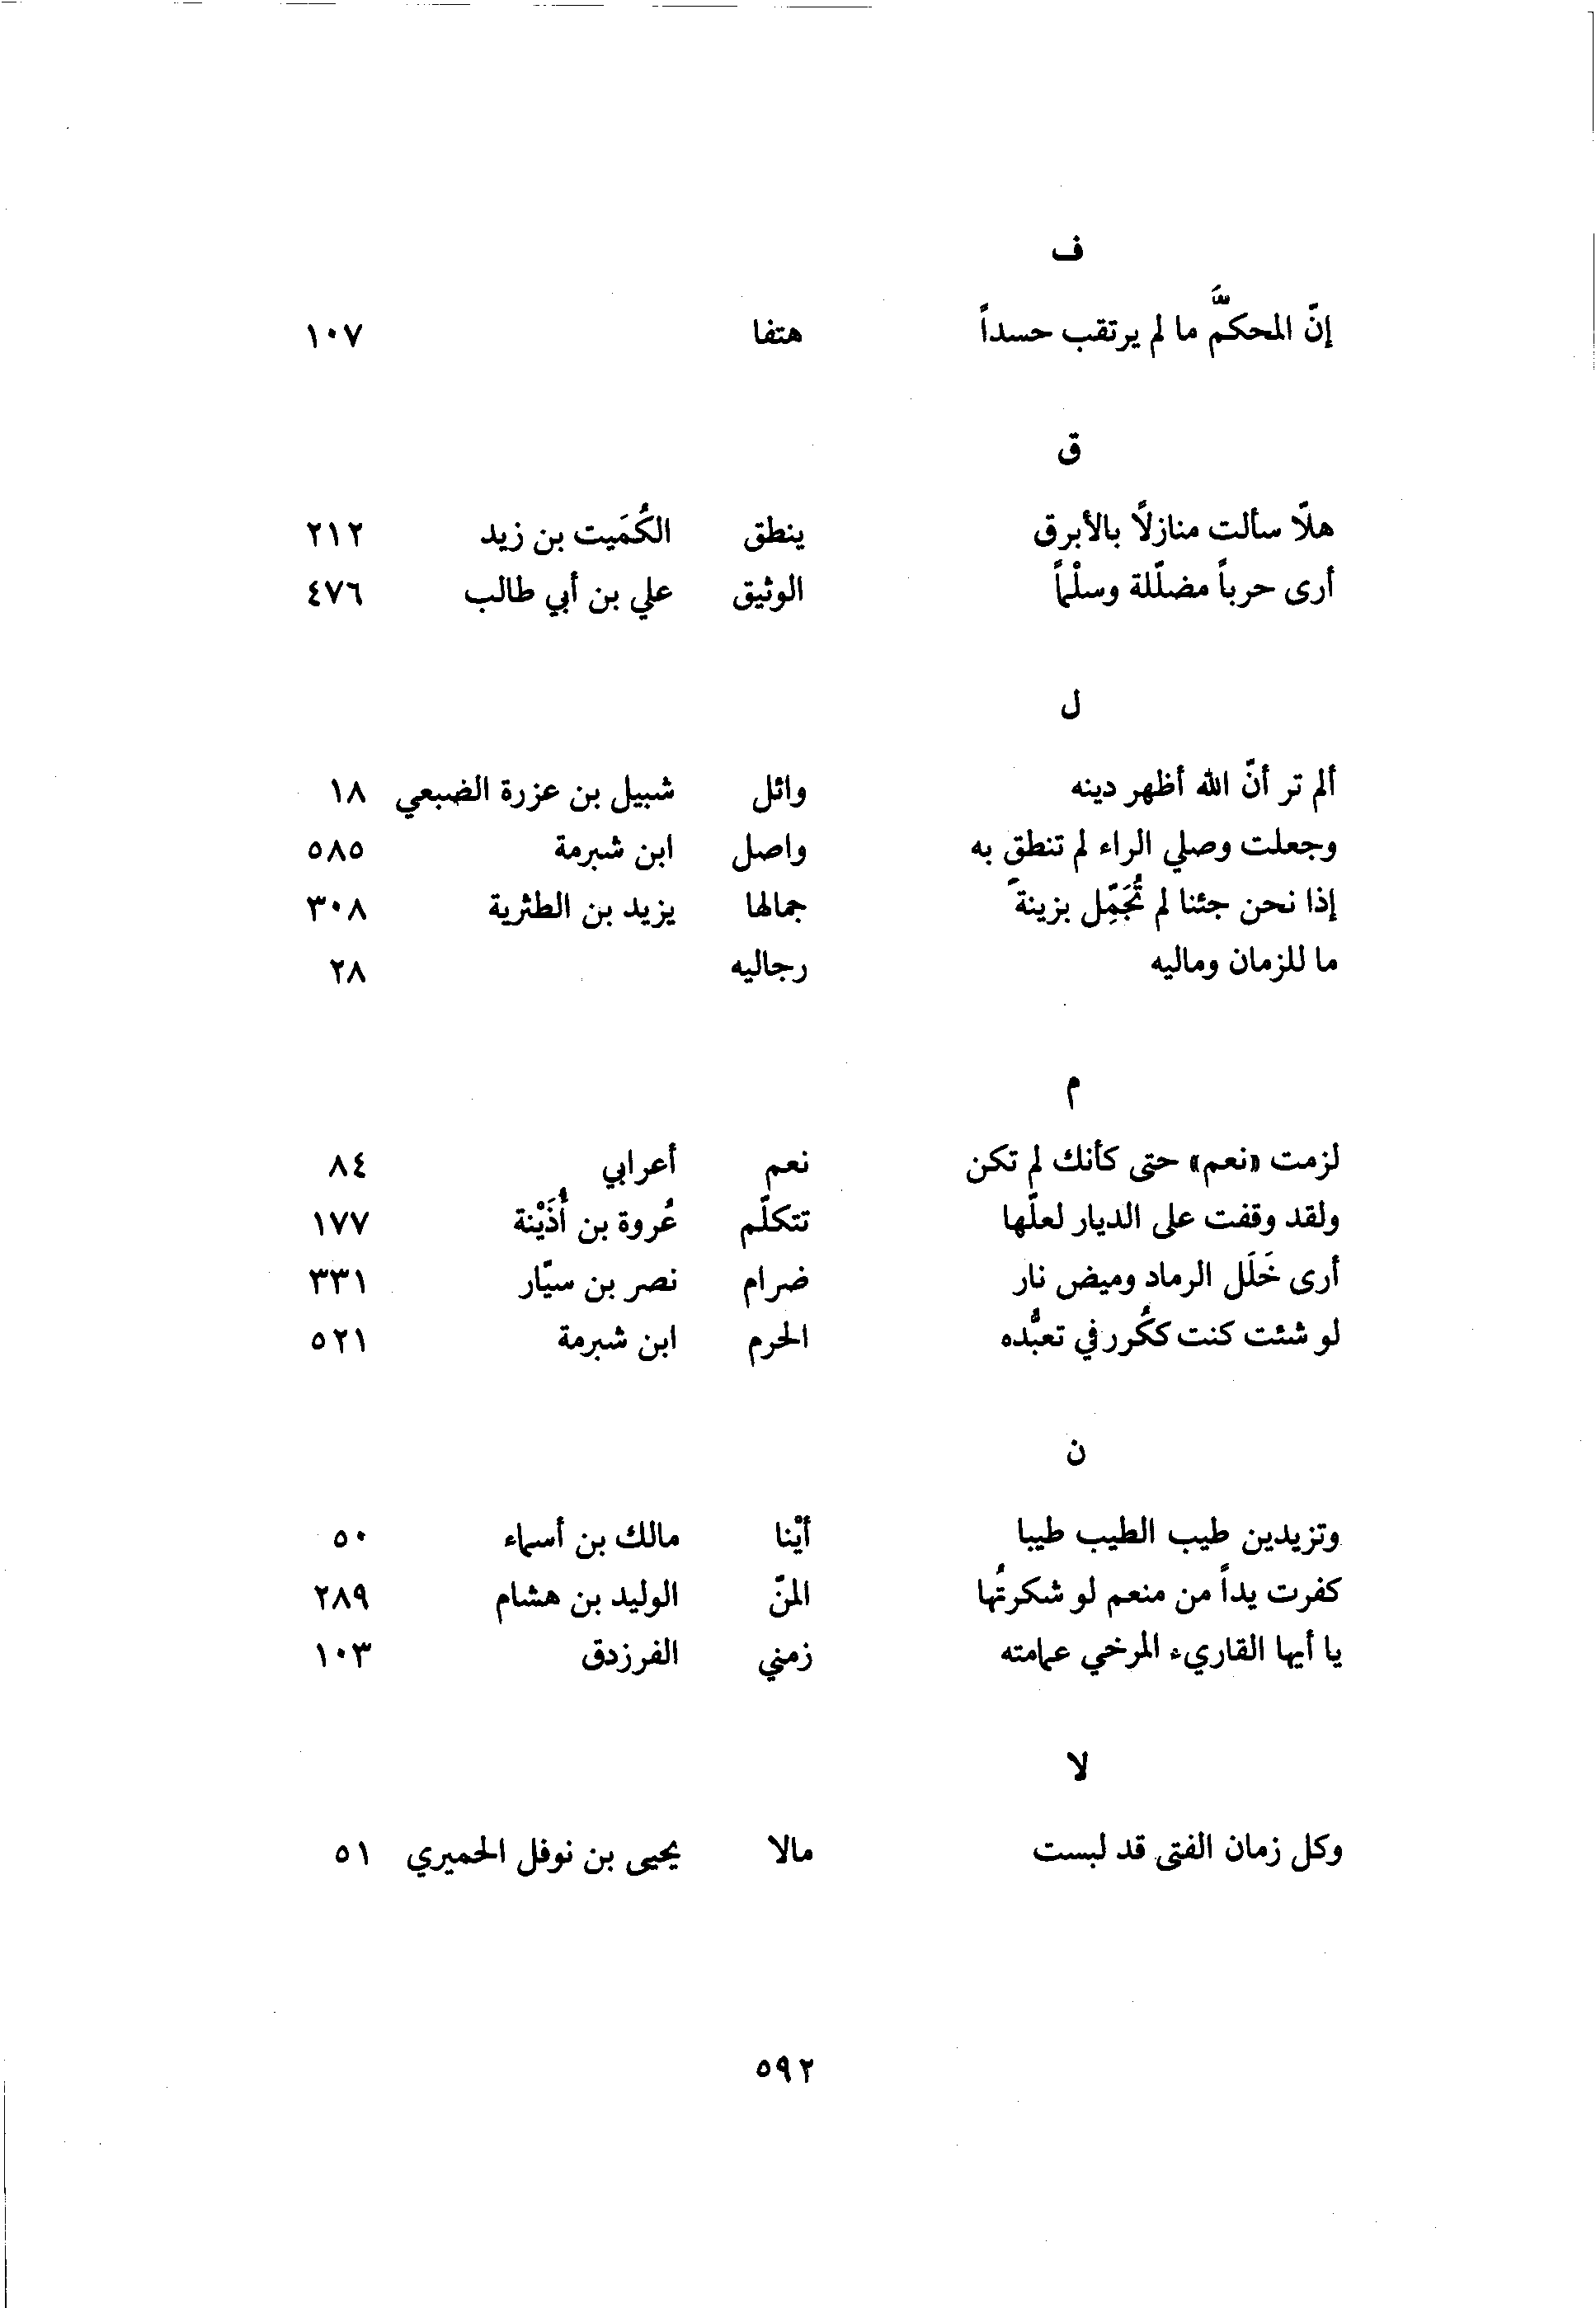 ف
إنّ المحكمَّ ما لم يرتقب حسداً هتفا ١٠٧
ق
هلّا سألت منازلاً بالأبرق ينطق الكُمَيت بن زيد ٢١٢
أرى حرباً مضلّلة وسلْماً الوثيق علي بن أبي طالب ٤٧٦
ل
ألم تر أنّ الله أظهر دينه وائل شبيل بن عزرة الضبعي ١٨
وجعلت وصلي الراء لم تنطق به واصل ابن شبرمة ٥٨٥
إذا نحن جئنا لم تُجَمَّل بزينة جمالها يزيد بن الطثرية ٣٠٨
ما للزمان وماليه رجاليه ٢٨
م
لزمت «نعم» حتى كأنك لم تكن نعم أعرابي ٨٤
ولقد وقفت على الديار لعلّها تتكلّم عُروة بن أُذَيْنة ١٧٧
أرى خَلَل الرماد وميض نار ضرام نصر بن سيّار ٣٣١
لو شئت كنت ككُرر في تعبُّده الحرم ابن شبرمة ٥٢١
ن
وتزيدين طيب الطيب طيبا أيْنا مالك بن أسماء ٥٠
كفرت يداً من منعم لو شكرتُها المنّ الوليد بن هشام ٢٨٩
يا أيها القاريء المرخي عمامته زمني الفرزدق ١٠٣
لا
وكل زمان الفتى قد لبست مالا يحيى بن نوفل الحميري ٥١
٥٩٢